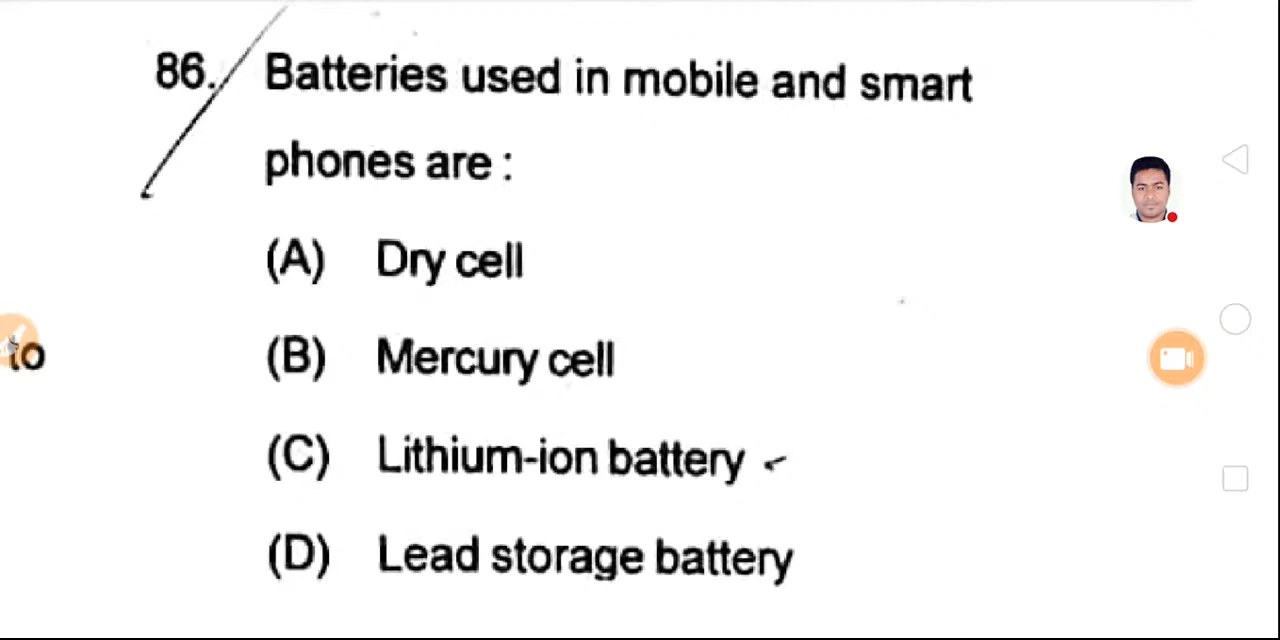 86. Batteries used in mobile and smart
phones are :
(A) Dry cell
to
(B) Mercury cell
(C) Lithium-ion battery
(D) Lead storage battery